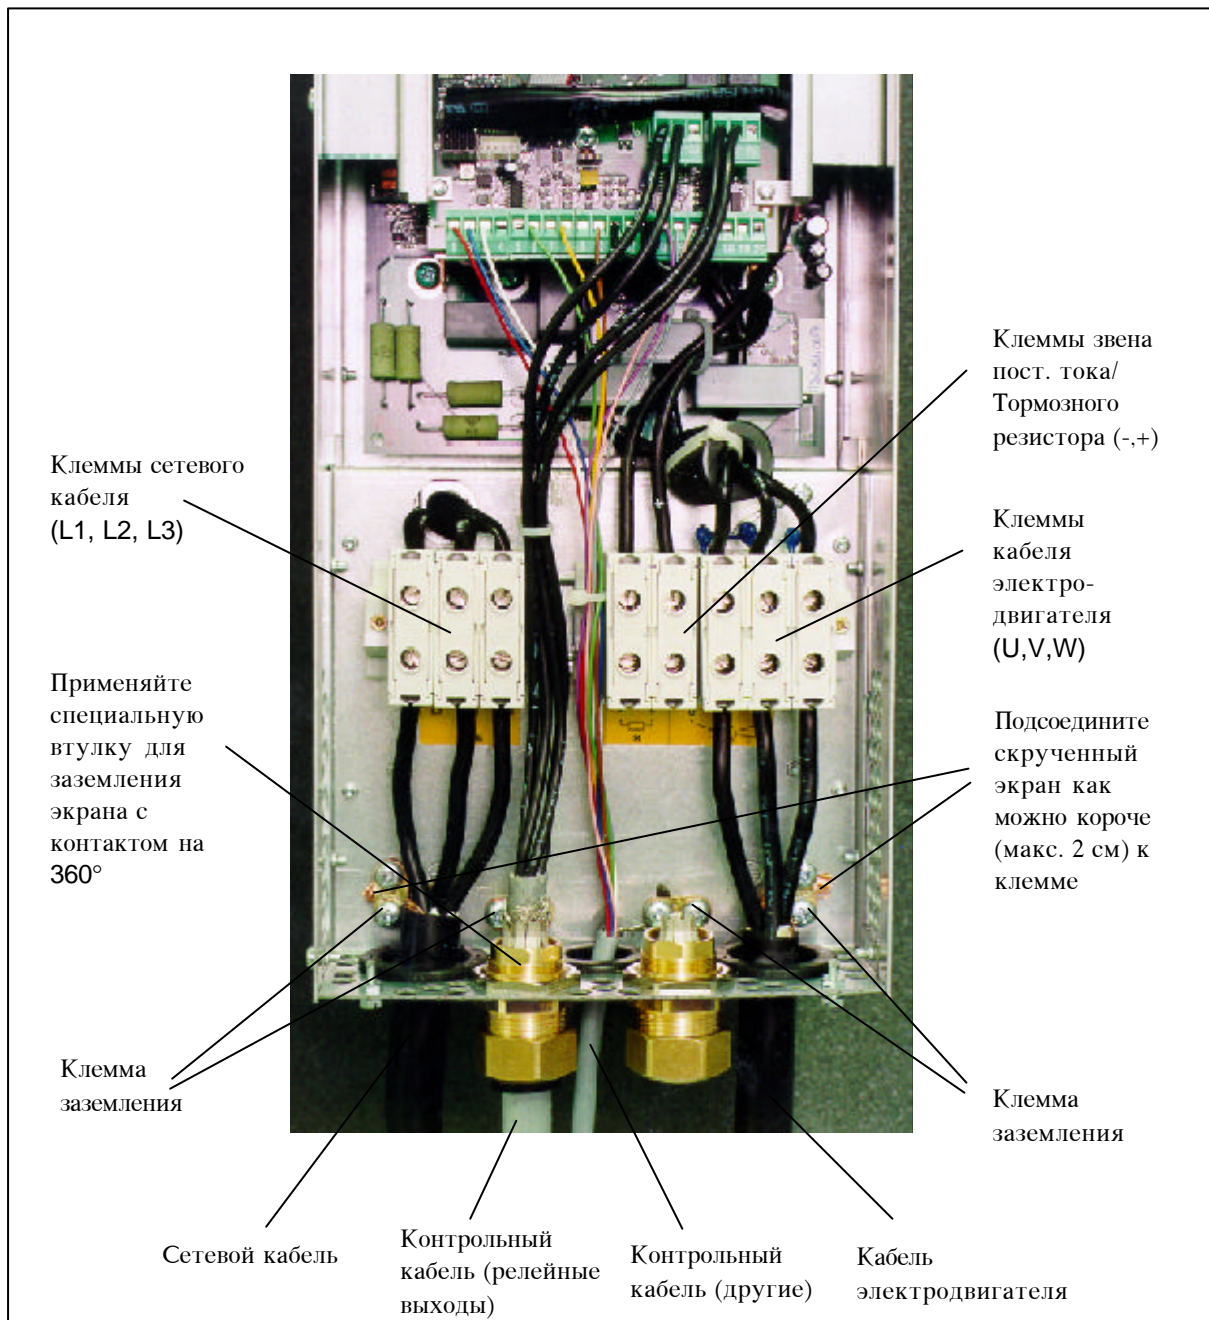 Клеммы звена
пост. тока/
Тормозного
резистора (-,+)
Клеммы сетевого
кабеля
(L1, L2, L3)
Клеммы
кабеля
электро-
двигателя
(U,V,W)
Применяйте
специальную
втулку для
заземления
экрана с
контактом на
360°
Подсоедините
скрученный
экран как
можно короче
(макс. 2 см) к
клемме
Клемма
заземления
Клемма
заземления
Сетевой кабель
Контрольный
кабель (релейные
выходы)
Контрольный
кабель (другие)
Кабель
электродвигателя